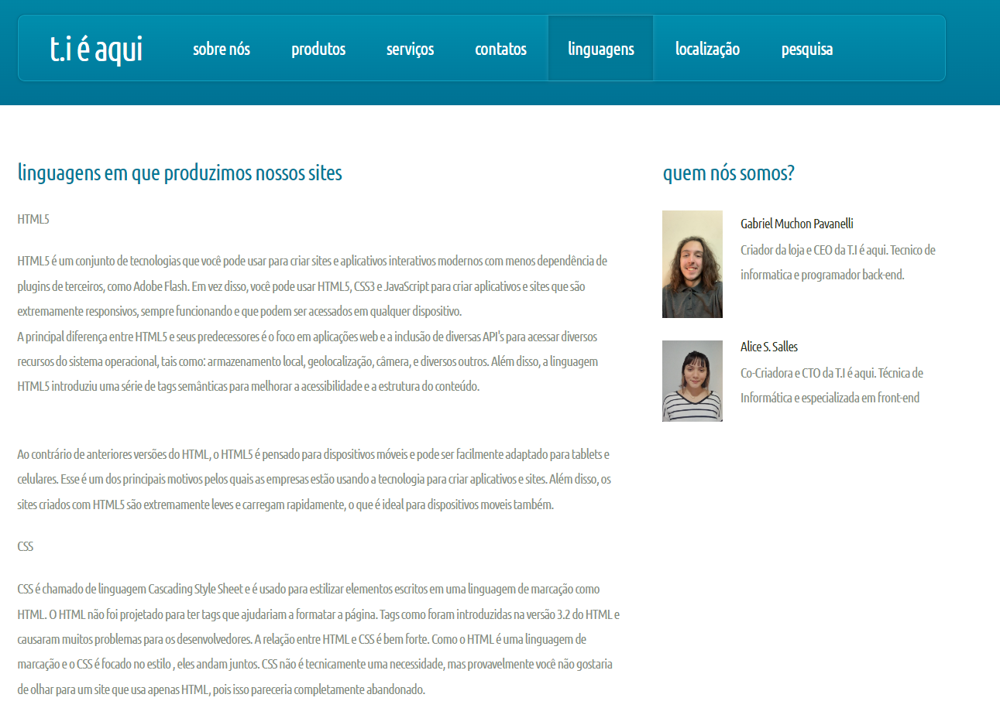 t.i é aqui
sobre nós
produtos
serviços
contatos
linguagens
localização
pesquisa
linguagens em que produzimos nossos sites
HTML5
HTML5 é um conjunto de tecnologias que você pode usar para criar sites e aplicativos interativos modernos com menos dependência de
plugins de terceiros, como Adobe Flash. Em vez disso, você pode usar HTML5, CSS3 e JavaScript para criar aplicativos e sites que são
extremamente responsivos, sempre funcionando e que podem ser acessados em qualquer dispositivo.
A principal diferença entre HTML5 e seus predecessores é o foco em aplicações web e a inclusão de diversas API's para acessar diversos
recursos do sistema operacional, tais como: armazenamento local, geolocalização, câmera, e diversos outros. Além disso, a linguagem
HTML5 introduziu uma série de tags semânticas para melhorar a acessibilidade e a estrutura do conteúdo.
Ao contrário de anteriores versões do HTML, o HTML5 é pensado para dispositivos móveis e pode ser facilmente adaptado para tablets e
celulares. Esse é um dos principais motivos pelos quais as empresas estão usando a tecnologia para criar aplicativos e sites. Além disso, os
sites criados com HTML5 são extremamente leves e carregam rapidamente, o que é ideal para dispositivos moveis também.
CSS
CSS é chamado de linguagem Cascading Style Sheet e é usado para estilizar elementos escritos em uma linguagem de marcação como
HTML. O HTML não foi projetado para ter tags que ajudariam a formatar a página. Tags como foram introduzidas na versão 3.2 do HTML e
causaram muitos problemas para os desenvolvedores. A relação entre HTML e CSS é bem forte. Como o HTML é uma linguagem de
marcação e o CSS é focado no estilo , eles andam juntos. CSS não é tecnicamente uma necessidade, mas provavelmente você não gostaria
de olhar para um site que usa apenas HTML, pois isso pareceria completamente abandonado.
quem nós somos?
Gabriel Muchon Pavanelli
Criador da loja e CEO da T.I é aqui. Tecnico de
informatica e programador back-end.
Alice S. Salles
Co-Criadora e CTO da T.I é aqui. Técnica de
Informática e especializada em front-end